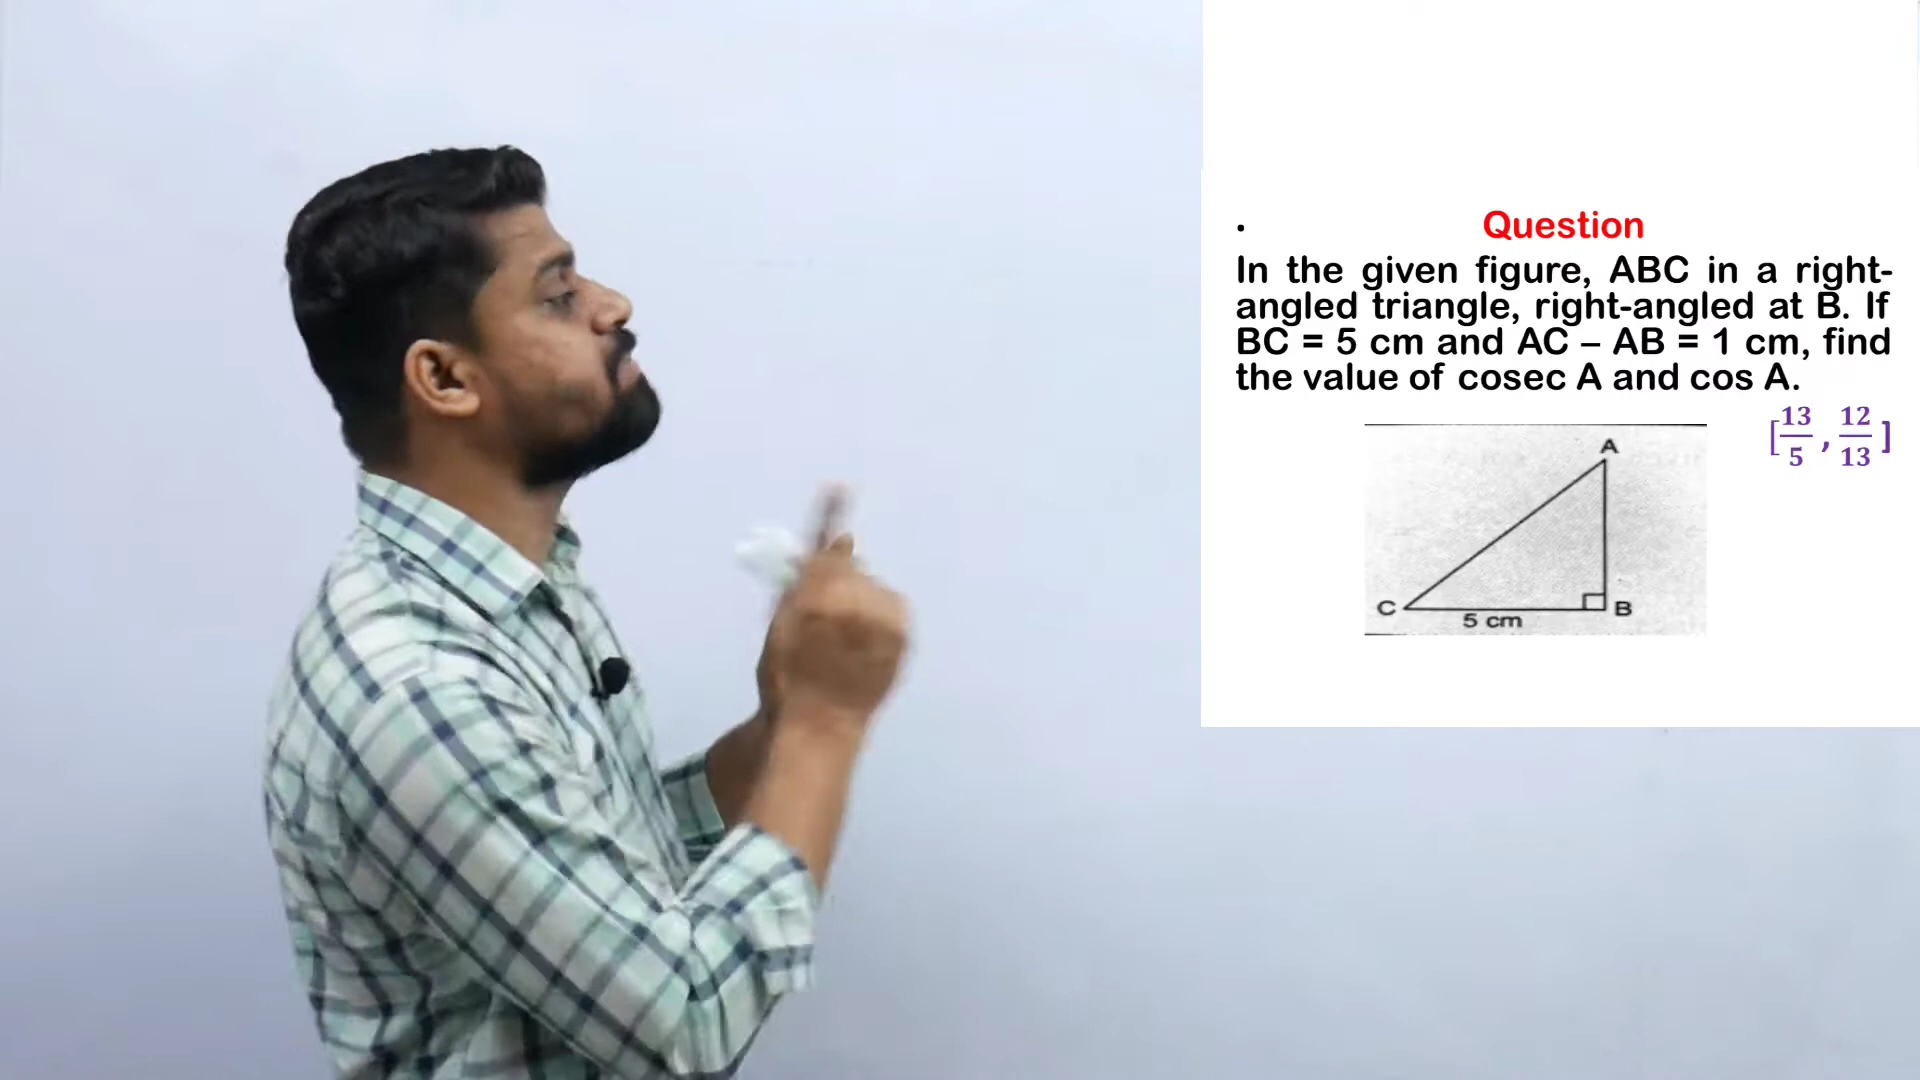 • Question
In the given figure, ABC in a right-
angled triangle, right-angled at B. If
BC = 5 cm and AC – AB = 1 cm, find
the value of cosec A and cos A.
[13/5 , 12/13]
A
C
B
5 cm